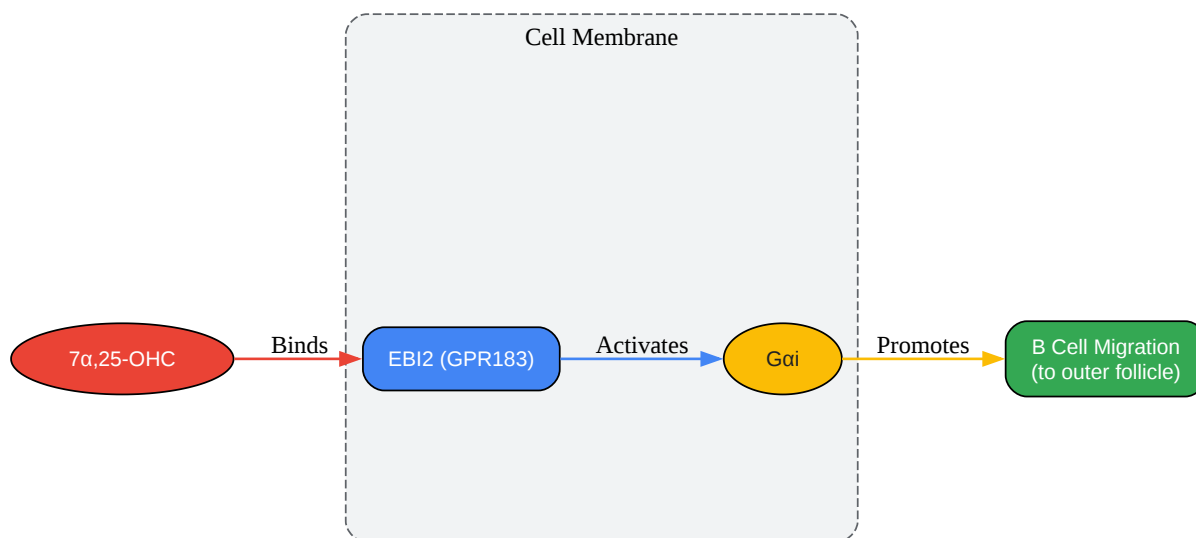 Cell Membrane
7α,25-OHC
Binds
EBI2 (GPR183)
Activates
Gαi
Promotes
B Cell Migration
(to outer follicle)